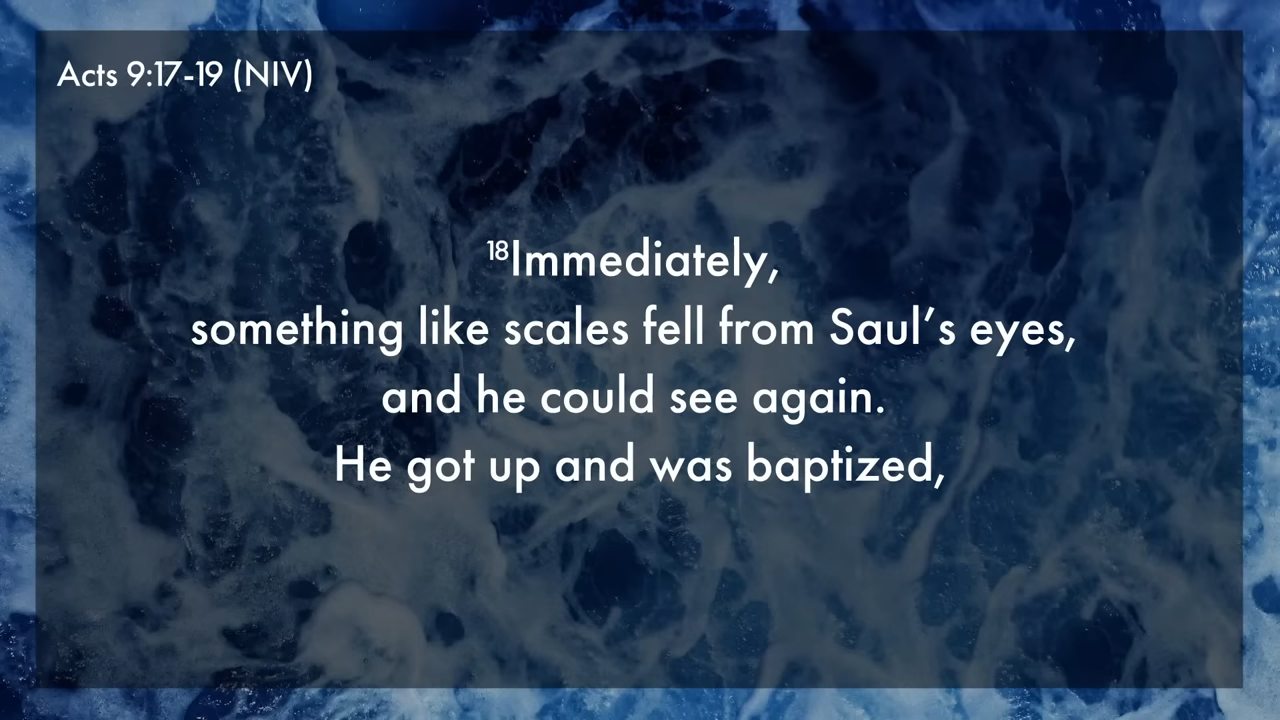 Acts 9:17-19 (NIV)
18Immediately,
something like scales fell from Saul’s eyes,
and he could see again.
He got up and was baptized,